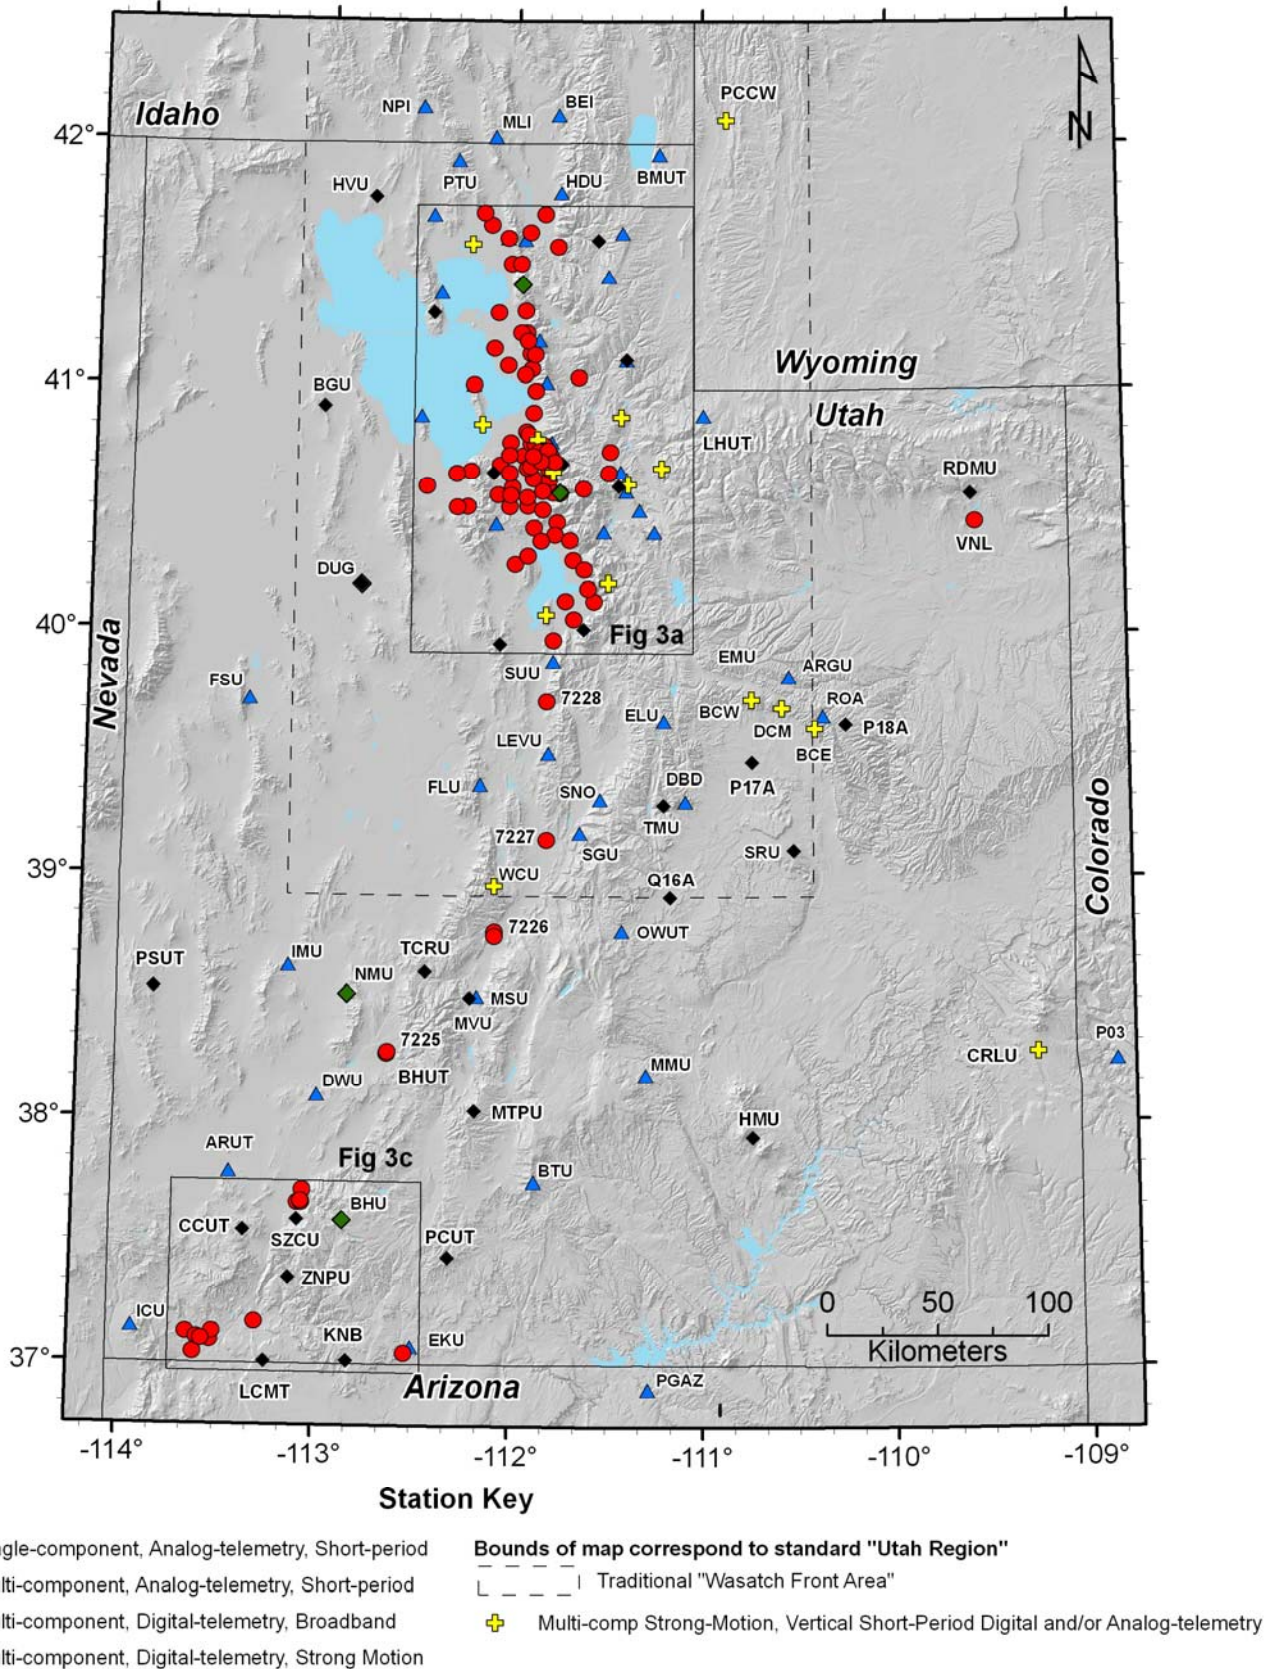 NPI
BEI
PCCW
Idaho
MLI
N
42°
HVU
PTU
HDU
BMUT
Wyoming
41°
BGU
Utah
LHUT
RDMU
VNL
DUG
40°
Fig 3a
Nevada
EMU
ARGU
FSU
SUU
7228
ROA
BCW
ELU
DCM
P18A
LEVU
BCE
FLU
SNO
DBD
P17A
TMU
7227
SGU
SRU
Colorado
39°
WCU
Q16A
7226
OWUT
PSUT
IMU
TCRU
NMU
MSU
MVU
7225
P03
CRLU
BHUT
MMU
DWU
MTPU
38°
HMU
ARUT
Fig 3c
BTU
BHU
CCUT
SZCU
PCUT
ZNPU
0 50 100
ICU
KNB
EKU
Kilometers
37°
LCMT
Arizona
PGAZ
-114° -113° -112° -111° -110° -109°
Station Key
gle-component, Analog-telemetry, Short-period
Bounds of map correspond to standard "Utah Region"
lti-component, Analog-telemetry, Short-period
Traditional "Wasatch Front Area"
lti-component, Digital-telemetry, Broadband
Multi-comp Strong-Motion, Vertical Short-Period Digital and/or Analog-telemetry
lti-component, Digital-telemetry, Strong Motion